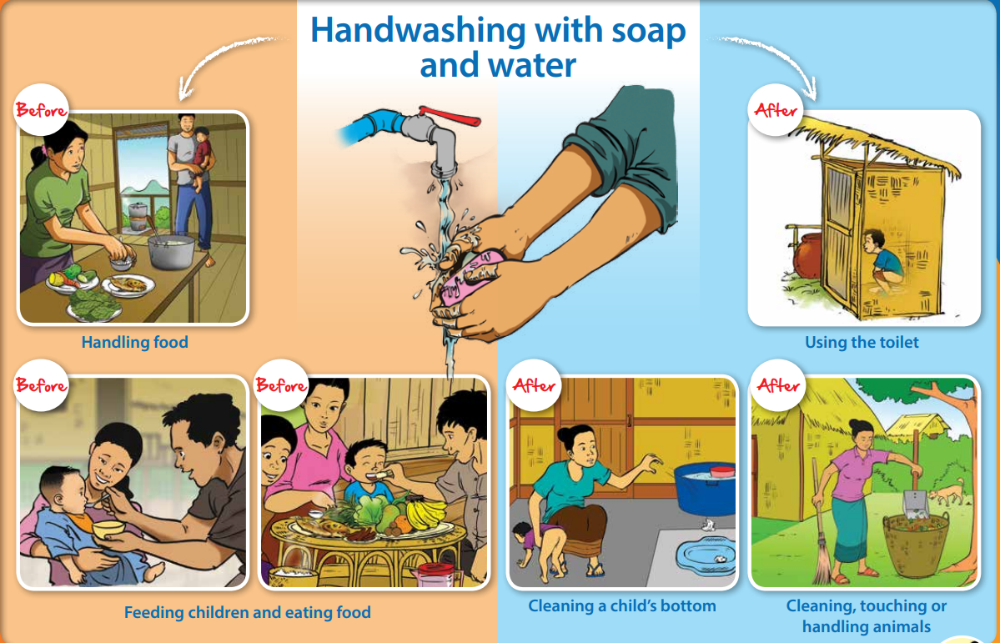 Handwashing with soap
and water
Before
Handling food
Before
Before
Feeding children and eating food
After
Using the toilet
After
Cleaning a child's bottom
After
Cleaning, touching or
handling animals